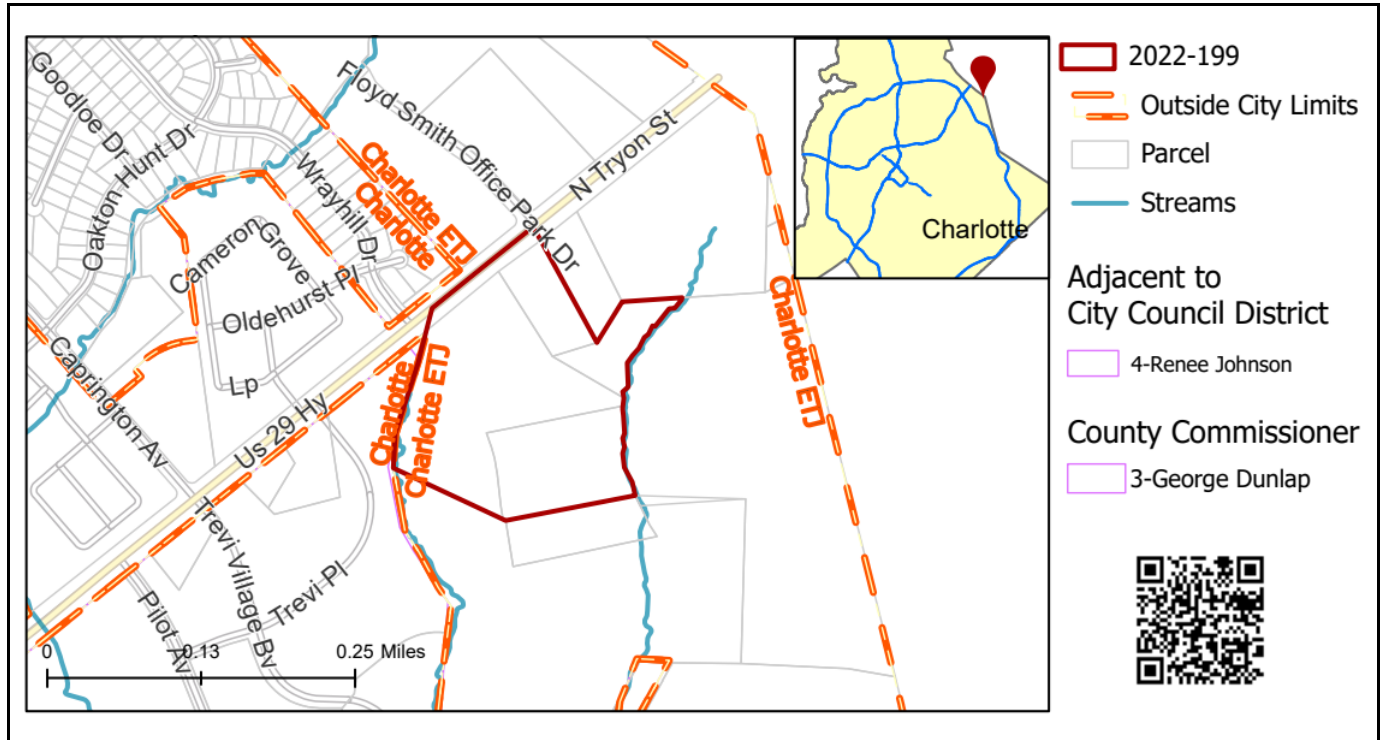 Goodloe Dr
Oakton Hunt Dr
Wrayhill Dr
Floyd Smith Office Park Dr
N Tryon St
Charlotte ETJ
Charlotte
Cameron
Grove
Oldehurst Pl
Lp
Caprington Av
Us 29 Hy
Charlotte
Charlotte ETJ
Charlotte ETJ
Trevi Village Bv
Trevi Pl
Pilot Av
0
0.13
0.25 Miles
Charlotte
2022-199
Outside City Limits
Parcel
Streams
Adjacent to
City Council District
4-Renee Johnson
County Commissioner
3-George Dunlap